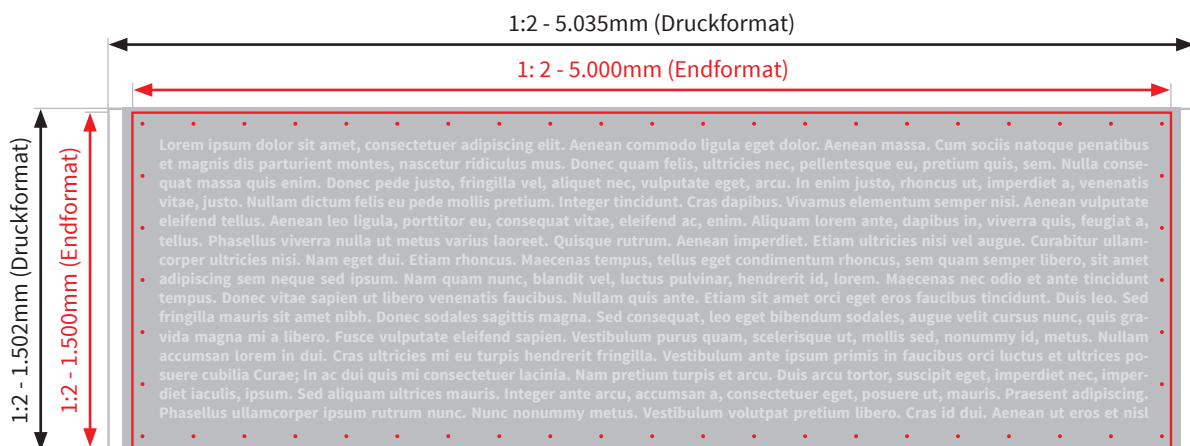 1:2 - 5.035mm (Druckformat)
1: 2 - 5.000mm (Endformat)
1:2 - 1.502mm (Druckformat)
1:2 - 1.500mm (Endformat)
Lorem ipsum dolor sit amet, consectetuer adipiscing elit. Aenean commodo ligula eget dolor. Aenean massa. Cum sociis natoque penatibus
et magnis dis parturient montes, nascetur ridiculus mus. Donec quam felis, ultricies nec, pellentesque eu, pretium quis, sem. Nulla conse-
quat massa quis enim. Donec pede justo, fringilla vel, aliquet nec, vulputate eget, arcu. In enim justo, rhoncus ut, imperdiet a, venenatis
vitae, justo. Nullam dictum felis eu pede mollis pretium. Integer tincidunt. Cras dapibus. Vivamus elementum semper nisi. Aenean vulputate
eleifend tellus. Aenean leo ligula, porttitor eu, consequat vitae, eleifend ac, enim. Aliquam lorem ante, dapibus in, viverra quis, feugiat a,
tellus. Phasellus viverra nulla ut metus varius laoreet. Quisque rutrum. Aenean imperdiet. Etiam ultricies nisi vel augue. Curabitur ullam-
corper ultricies nisi. Nam eget dui. Etiam rhoncus. Maecenas tempus, tellus eget condimentum rhoncus, sem quam semper libero, sit amet
adipiscing sem neque sed ipsum. Nam quam nunc, blandit vel, luctus pulvinar, hendrerit id, lorem. Maecenas nec odio et ante tincidunt
tempus. Donec vitae sapien ut libero venenatis faucibus. Nullam quis ante. Etiam sit amet orci eget eros faucibus tincidunt. Duis leo. Sed
fringilla mauris sit amet nibh. Donec sodales sagittis magna. Sed consequat, leo eget bibendum sodales, augue velit cursus nunc, quis gra-
vida magna mi a libero. Fusce vulputate eleifend sapien. Vestibulum purus quam, scelerisque ut, mollis sed, nonummy id, metus. Nullam
accumsan lorem in dui. Cras ultricies mi eu turpis hendrerit fringilla. Vestibulum ante ipsum primis in faucibus orci luctus et ultrices po-
suere cubilia Curae; In ac dui quis mi consectetuer lacinia. Nam pretium turpis et arcu. Duis arcu tortor, suscipit eget, imperdiet nec, imper-
diet iaculis, ipsum. Sed aliquam ultrices mauris. Integer ante arcu, accumsan a, consectetuer eget, posuere ut, mauris. Praesent adipiscing.
Phasellus ullamcorper ipsum rutrum nunc. Nunc nonummy metus. Vestibulum volutpat pretium libero. Cras id dui. Aenean ut eros et nisl